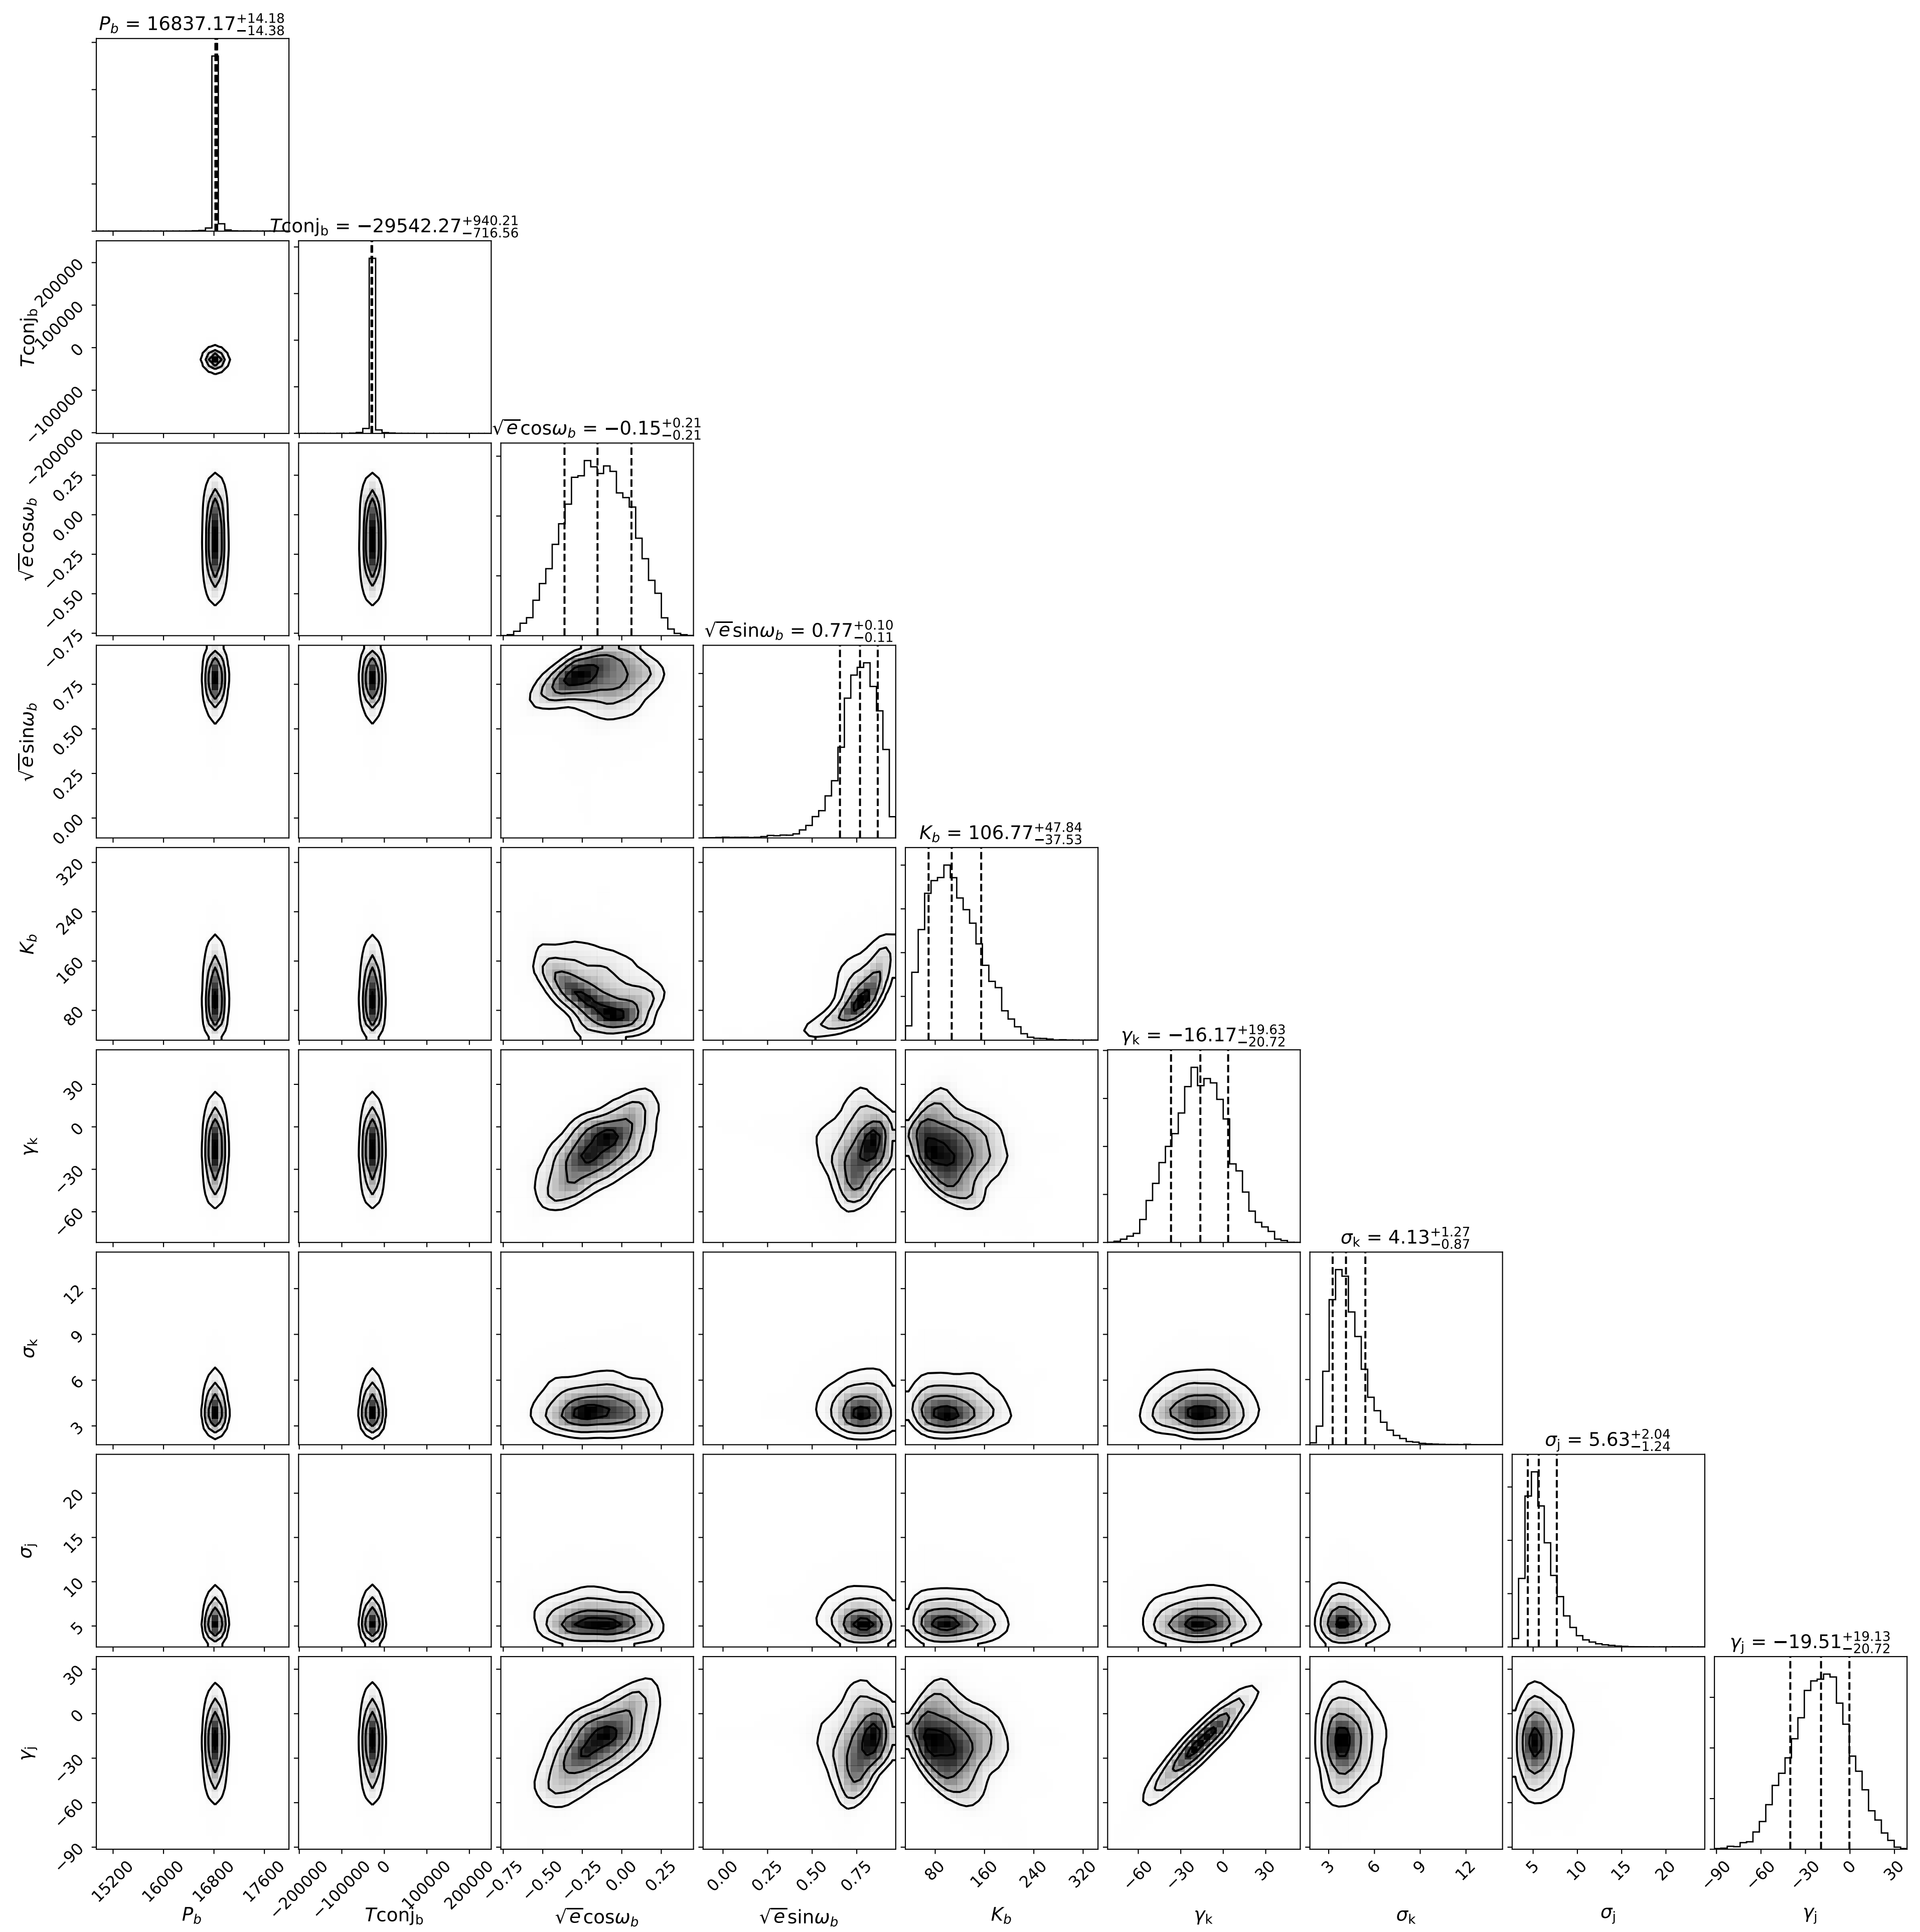 P_b = 16837.17^{+14.18}_{−14.38}
Tconj_b = −29542.27^{+940.21}_{−716.56}
Tconj_b
200000
100000
0
−100000
−200000
√e cosω_b = −0.15^{+0.21}_{−0.21}
√e cosω_b
0.25
0.00
−0.25
−0.50
−0.75
√e sinω_b = 0.77^{+0.10}_{−0.11}
√e sinω_b
0.75
0.50
0.25
0.00
K_b = 106.77^{+47.84}_{−37.53}
K_b
320
240
160
80
γ_k = −16.17^{+19.63}_{−20.72}
γ_k
30
0
−30
−60
σ_k = 4.13^{+1.27}_{−0.87}
σ_k
12
9
6
3
σ_j = 5.63^{+2.04}_{−1.24}
σ_j
20
15
10
5
γ_j = −19.51^{+19.13}_{−20.72}
γ_j
30
0
−30
−60
−90
15200 16000 16800 17600 −200000 −100000 0 100000 200000 −0.75 −0.50 −0.25 0.00 0.25 0.00 0.25 0.50 0.75 80 160 240 320 −60 −30 0 30 3 6 9 12 5 10 15 20 −90 −60 −30 0 30
P_b Tconj_b √e cosω_b √e sinω_b K_b γ_k σ_k σ_j γ_j